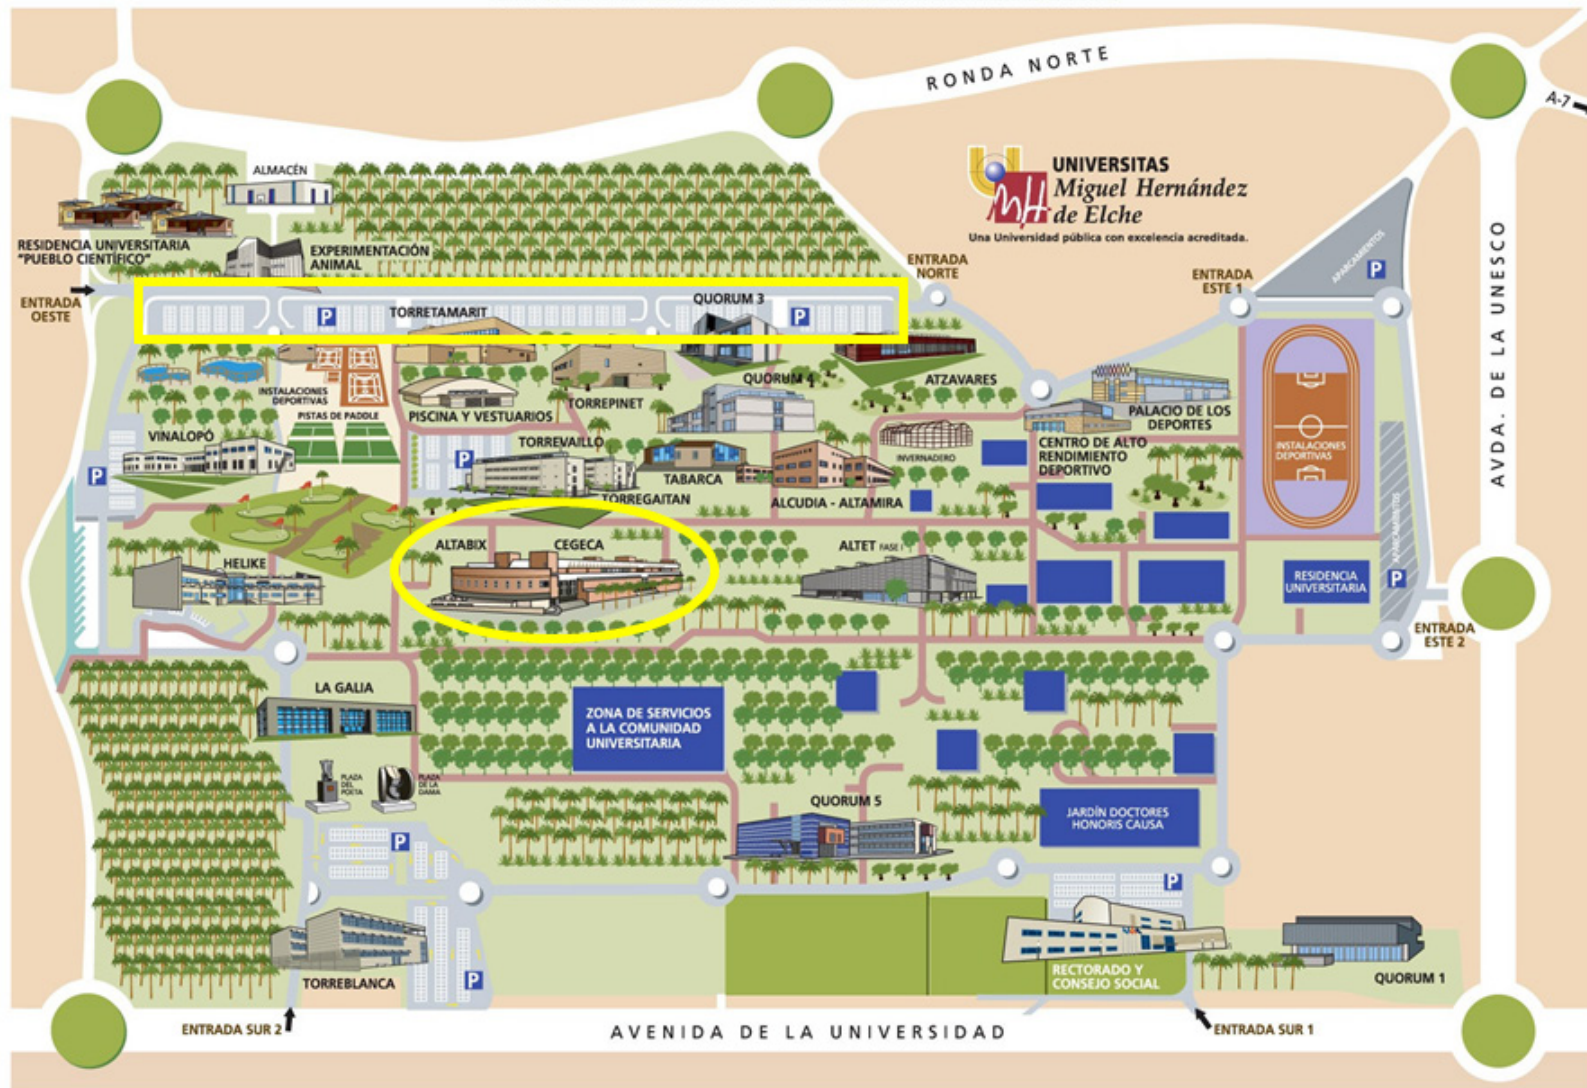 RONDA NORTE
A-7
UNIVERSITAS
Miguel Hernández
de Elche
Una Universidad pública con excelencia acreditada.
ALMACÉN
RESIDENCIA UNIVERSITARIA
"PUEBLO CIENTÍFICO"
EXPERIMENTACIÓN
ANIMAL
ENTRADA
OESTE
ENTRADA
NORTE
ENTRADA
ESTE 1
APARCAMIENTOS
P
AVDA. DE LA UNESCO
P
TORRETAMARIT
QUORUM 3
P
INSTALACIONES
DEPORTIVAS
PISTAS DE PADDLE
PISCINA Y VESTUARIOS
TORREPINET
QUORUM 4
ATZAVARES
PALACIO DE LOS
DEPORTES
CENTRO DE ALTO
RENDIMIENTO
DEPORTIVO
INSTALACIONES
DEPORTIVAS
VINALOPÓ
P
P
TORREVAILLO
TORREGAITAN
TABARCA
ALCUDIA - ALTAMIRA
INVERNADERO
APARCAMIENTOS
P
HELIKE
ALTABIX
CEGECA
ALTET FASE I
RESIDENCIA
UNIVERSITARIA
ENTRADA
ESTE 2
LA GALIA
ZONA DE SERVICIOS
A LA COMUNIDAD
UNIVERSITARIA
PLAZA
DEL
POETA
PLAZA
DE LA
DAMA
P
QUORUM 5
JARDÍN DOCTORES
HONORIS CAUSA
P
TORREBLANCA
P
RECTORADO Y
CONSEJO SOCIAL
QUORUM 1
ENTRADA SUR 2
AVENIDA DE LA UNIVERSIDAD
ENTRADA SUR 1